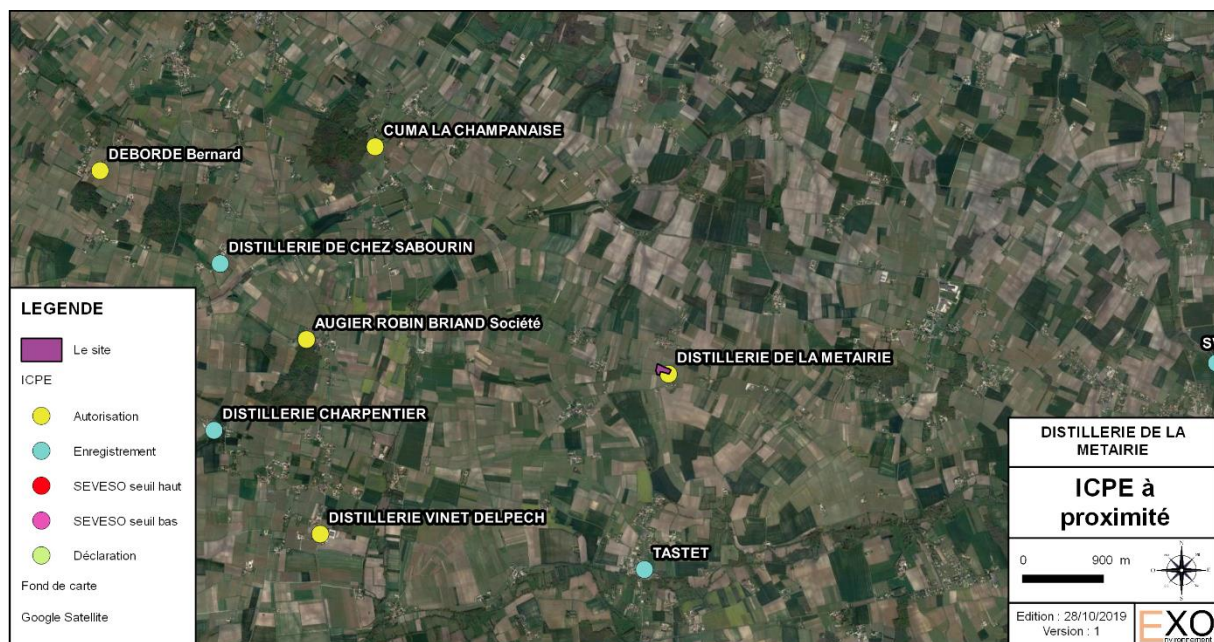 CUMA LA CHAMPANAISE
DEBORDE Bernard
DISTILLERIE DE CHEZ SABOURIN
AUGIER ROBIN BRIAND Société
DISTILLERIE DE LA METAIRIE
DISTILLERIE CHARPENTIER
DISTILLERIE VINET DELPECH
TASTET
LEGENDE
Le site
ICPE
Autorisation
Enregistrement
SEVESO seuil haut
SEVESO seuil bas
Déclaration
Fond de carte
Google Satellite
DISTILLERIE DE LA
METAIRIE
ICPE à
proximité
0 900 m
Edition : 28/10/2019
Version : 1
EXO
nvironnement